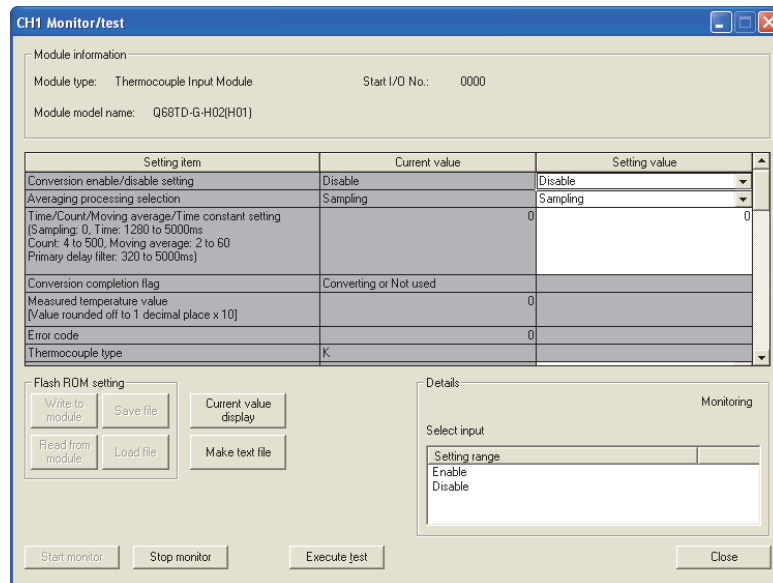 CH1 Monitor/test
Module information
Module type: Thermocouple Input Module Start I/O No.: 0000
Module model name: Q68TD-G-H02(H01)
Setting item Current value Setting value
Conversion enable/disable setting Disable Disable
Averaging processing selection Sampling Sampling
Time/Count/Moving average/Time constant setting 0 0
(Sampling: 0, Time: 1280 to 5000ms
Count: 4 to 500, Moving average: 2 to 60
Primary delay filter: 320 to 5000ms)
Conversion completion flag Converting or Not used
Measured temperature value 0
[Value rounded off to 1 decimal place x 10]
Error code 0
Thermocouple type K
Flash ROM setting
Write to
module
Save file
Current value
display
Read from
module
Load file
Make text file
Details
Monitoring
Select input
Setting range
Enable
Disable
Start monitor Stop monitor Execute test Close